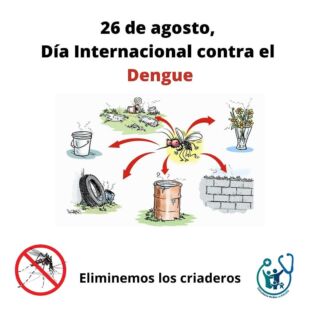 26 de agosto,
Día Internacional contra el
Dengue
Eliminemos los criaderos